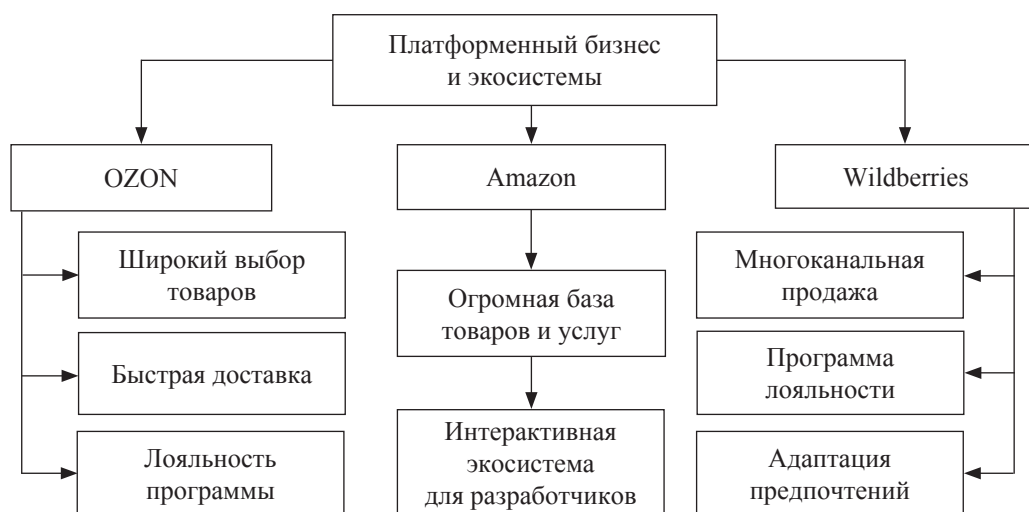 Платформенный бизнес
и экосистемы
OZON
Amazon
Wildberries
Широкий выбор
товаров
Быстрая доставка
Лояльность
программы
Огромная база
товаров и услуг
Интерактивная
экосистема
для разработчиков
Многоканальная
продажа
Программа
лояльности
Адаптация
предпочтений